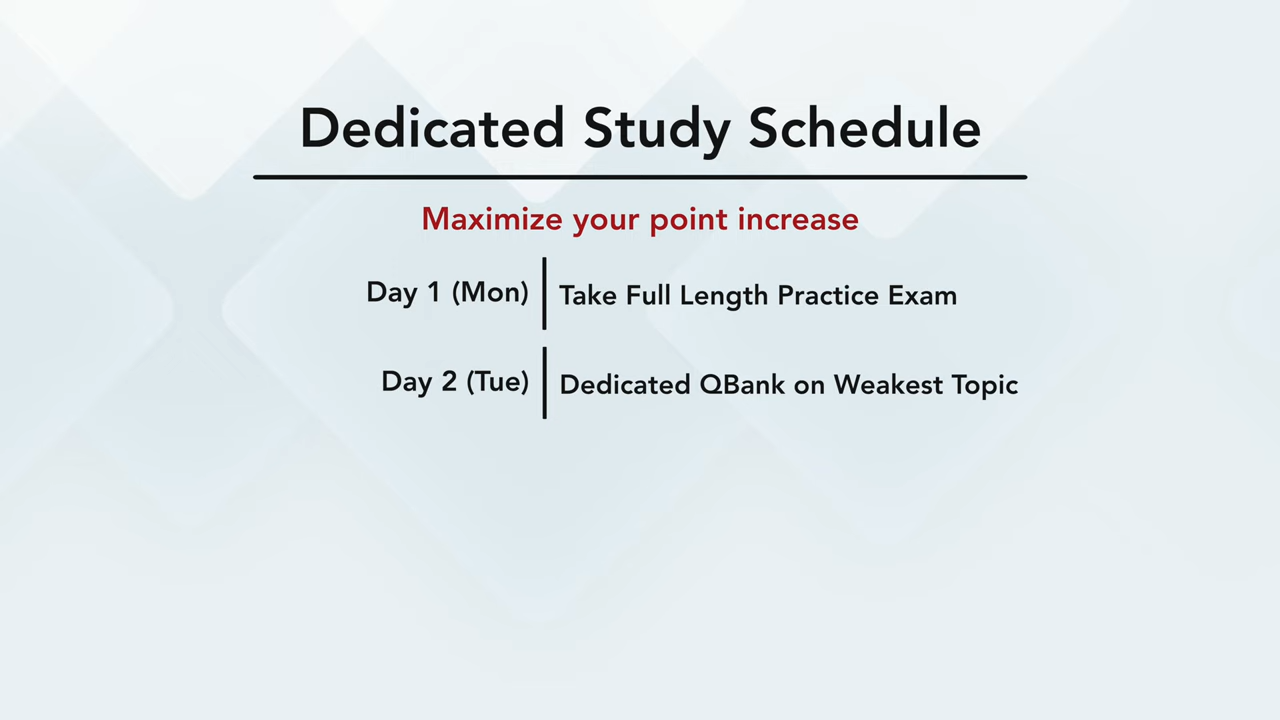 Dedicated Study Schedule
Maximize your point increase
Day 1 (Mon) Take Full Length Practice Exam
Day 2 (Tue) Dedicated QBank on Weakest Topic